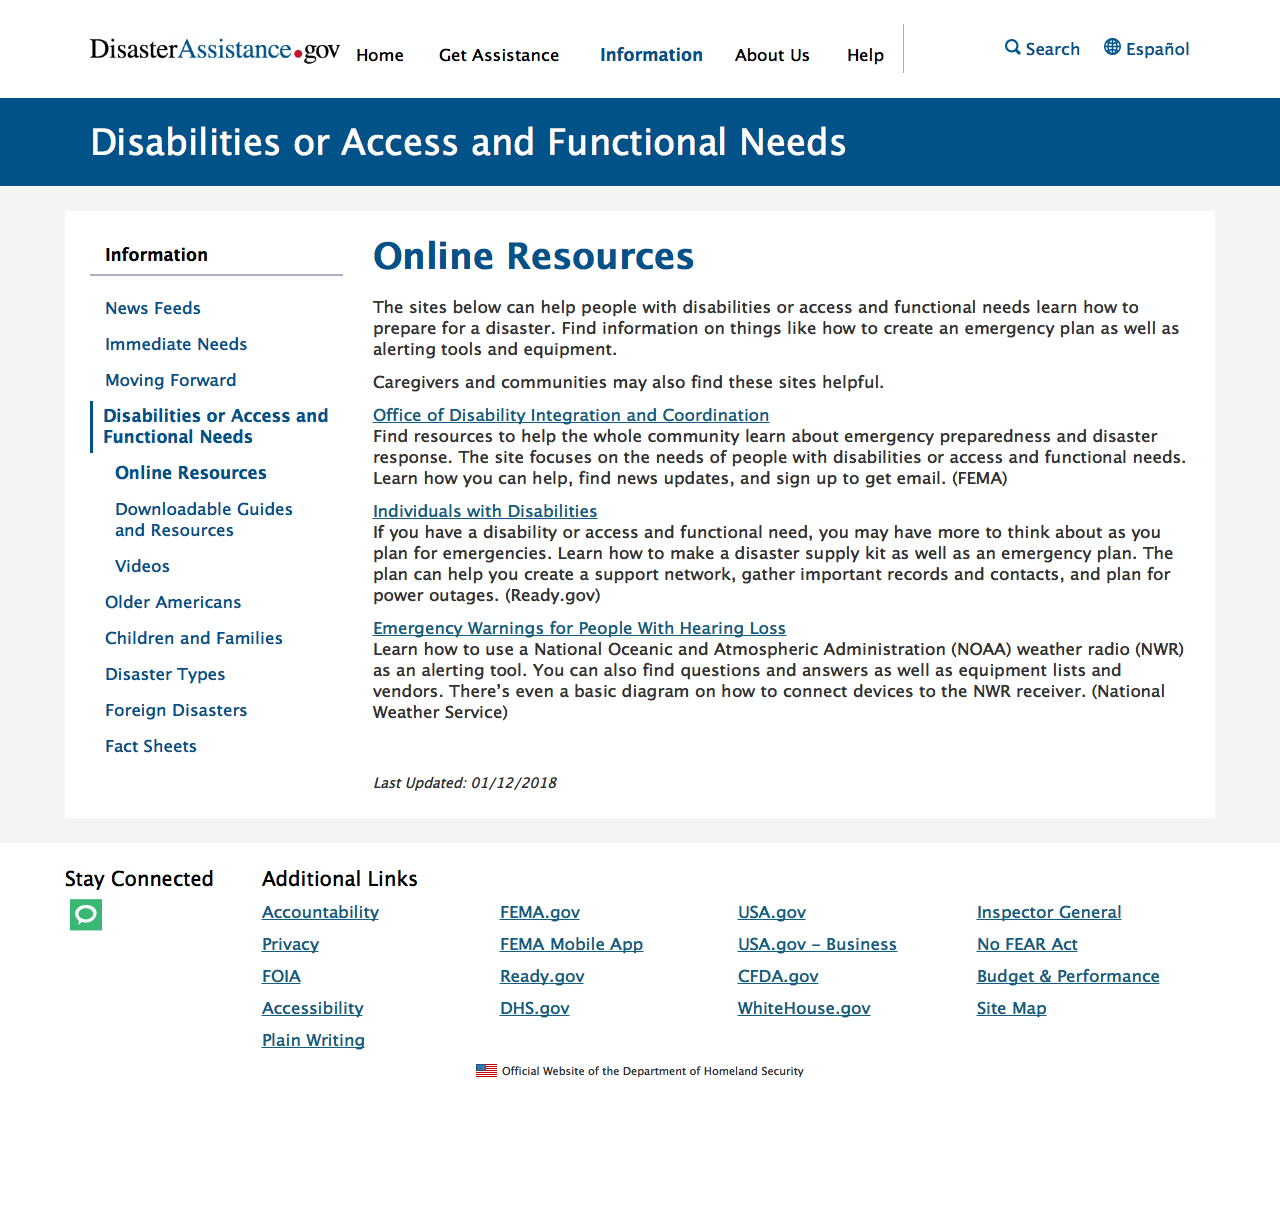 DisasterAssistance.gov
Home
Get Assistance
Information
About Us
Help
Search
Español
Disabilities or Access and Functional Needs
Information
News Feeds
Immediate Needs
Moving Forward
Disabilities or Access and
Functional Needs
Online Resources
Downloadable Guides
and Resources
Videos
Older Americans
Children and Families
Disaster Types
Foreign Disasters
Fact Sheets
Online Resources
The sites below can help people with disabilities or access and functional needs learn how to
prepare for a disaster. Find information on things like how to create an emergency plan as well as
alerting tools and equipment.
Caregivers and communities may also find these sites helpful.
Office of Disability Integration and Coordination
Find resources to help the whole community learn about emergency preparedness and disaster
response. The site focuses on the needs of people with disabilities or access and functional needs.
Learn how you can help, find news updates, and sign up to get email. (FEMA)
Individuals with Disabilities
If you have a disability or access and functional need, you may have more to think about as you
plan for emergencies. Learn how to make a disaster supply kit as well as an emergency plan. The
plan can help you create a support network, gather important records and contacts, and plan for
power outages. (Ready.gov)
Emergency Warnings for People With Hearing Loss
Learn how to use a National Oceanic and Atmospheric Administration (NOAA) weather radio (NWR)
as an alerting tool. You can also find questions and answers as well as equipment lists and
vendors. There’s even a basic diagram on how to connect devices to the NWR receiver. (National
Weather Service)
Last Updated: 01/12/2018
Stay Connected
Additional Links
Accountability
Privacy
FOIA
Accessibility
Plain Writing
FEMA.gov
FEMA Mobile App
Ready.gov
DHS.gov
USA.gov
USA.gov – Business
CFDA.gov
WhiteHouse.gov
Inspector General
No FEAR Act
Budget & Performance
Site Map
Official Website of the Department of Homeland Security